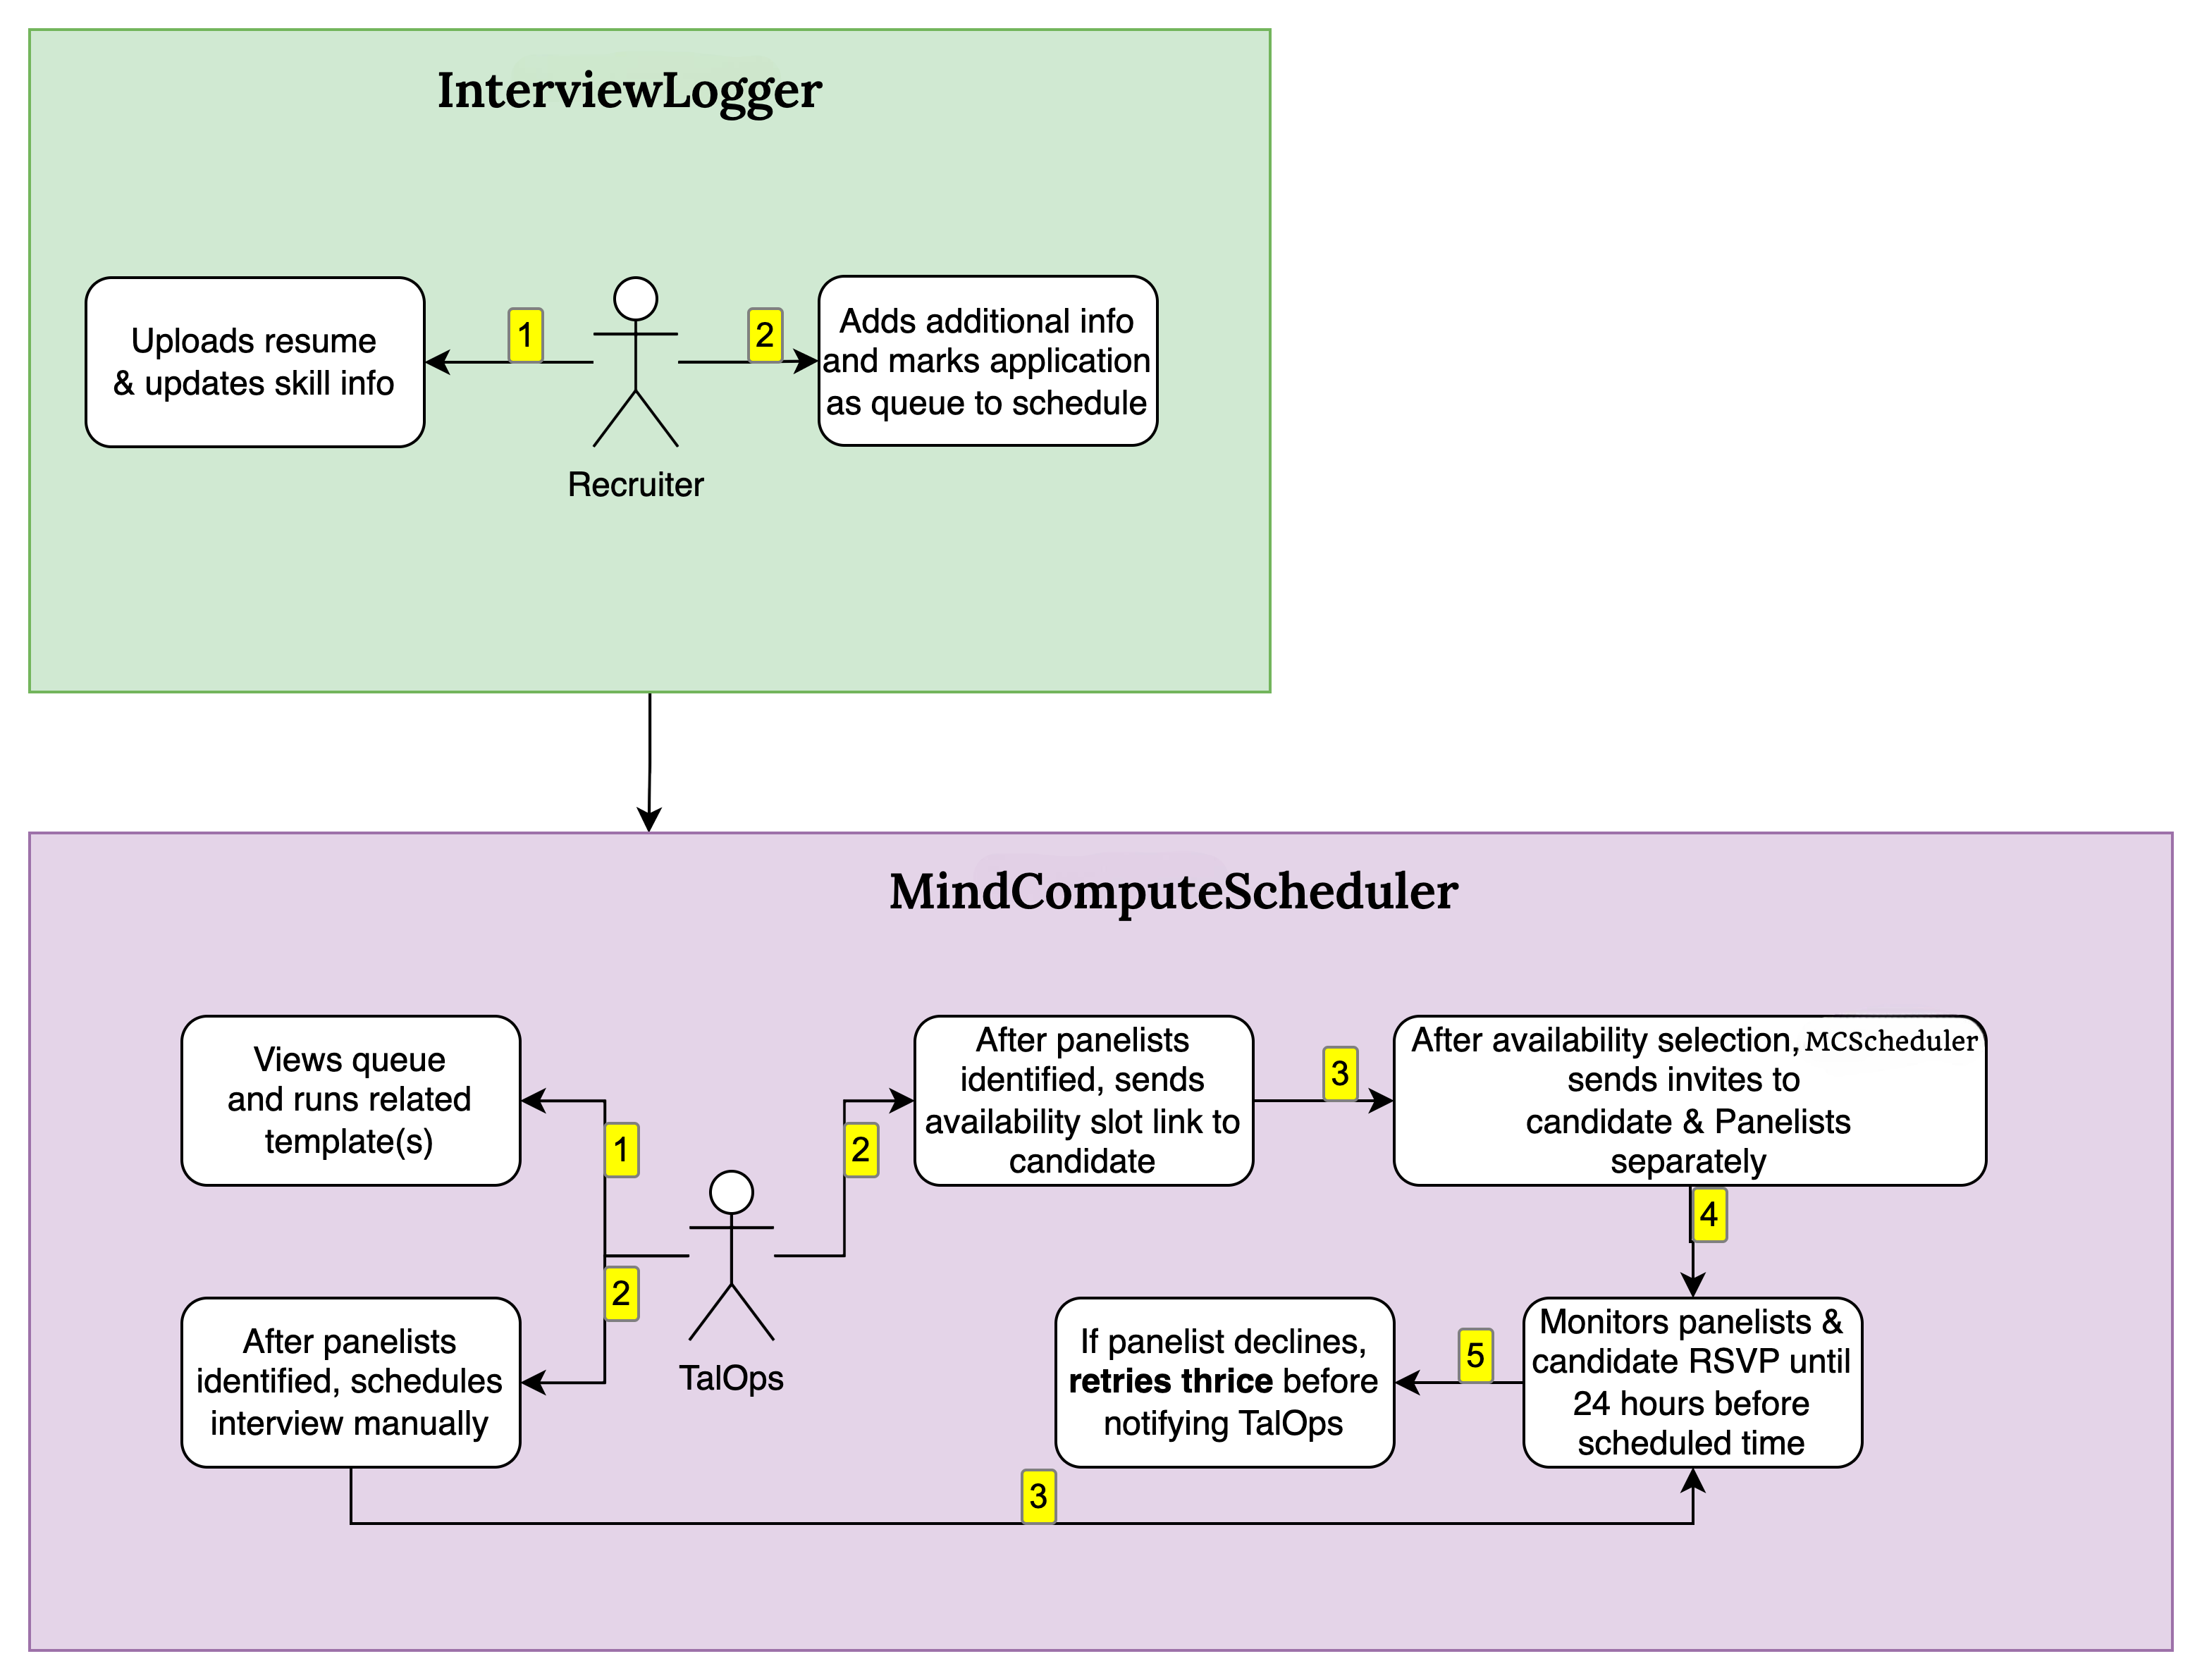 InterviewLogger
1
2
Uploads resume
& updates skill info
Adds additional info
and marks application
as queue to schedule
Recruiter
MindComputeScheduler
Views queue
and runs related
template(s)
1
2
After panelists
identified, sends
availability slot link to
candidate
3
After availability selection, MCScheduler
sends invites to
candidate & Panelists
separately
4
2
After panelists
identified, schedules
interview manually
TalOps
If panelist declines,
retries thrice before
notifying TalOps
5
Monitors panelists &
candidate RSVP until
24 hours before
scheduled time
3